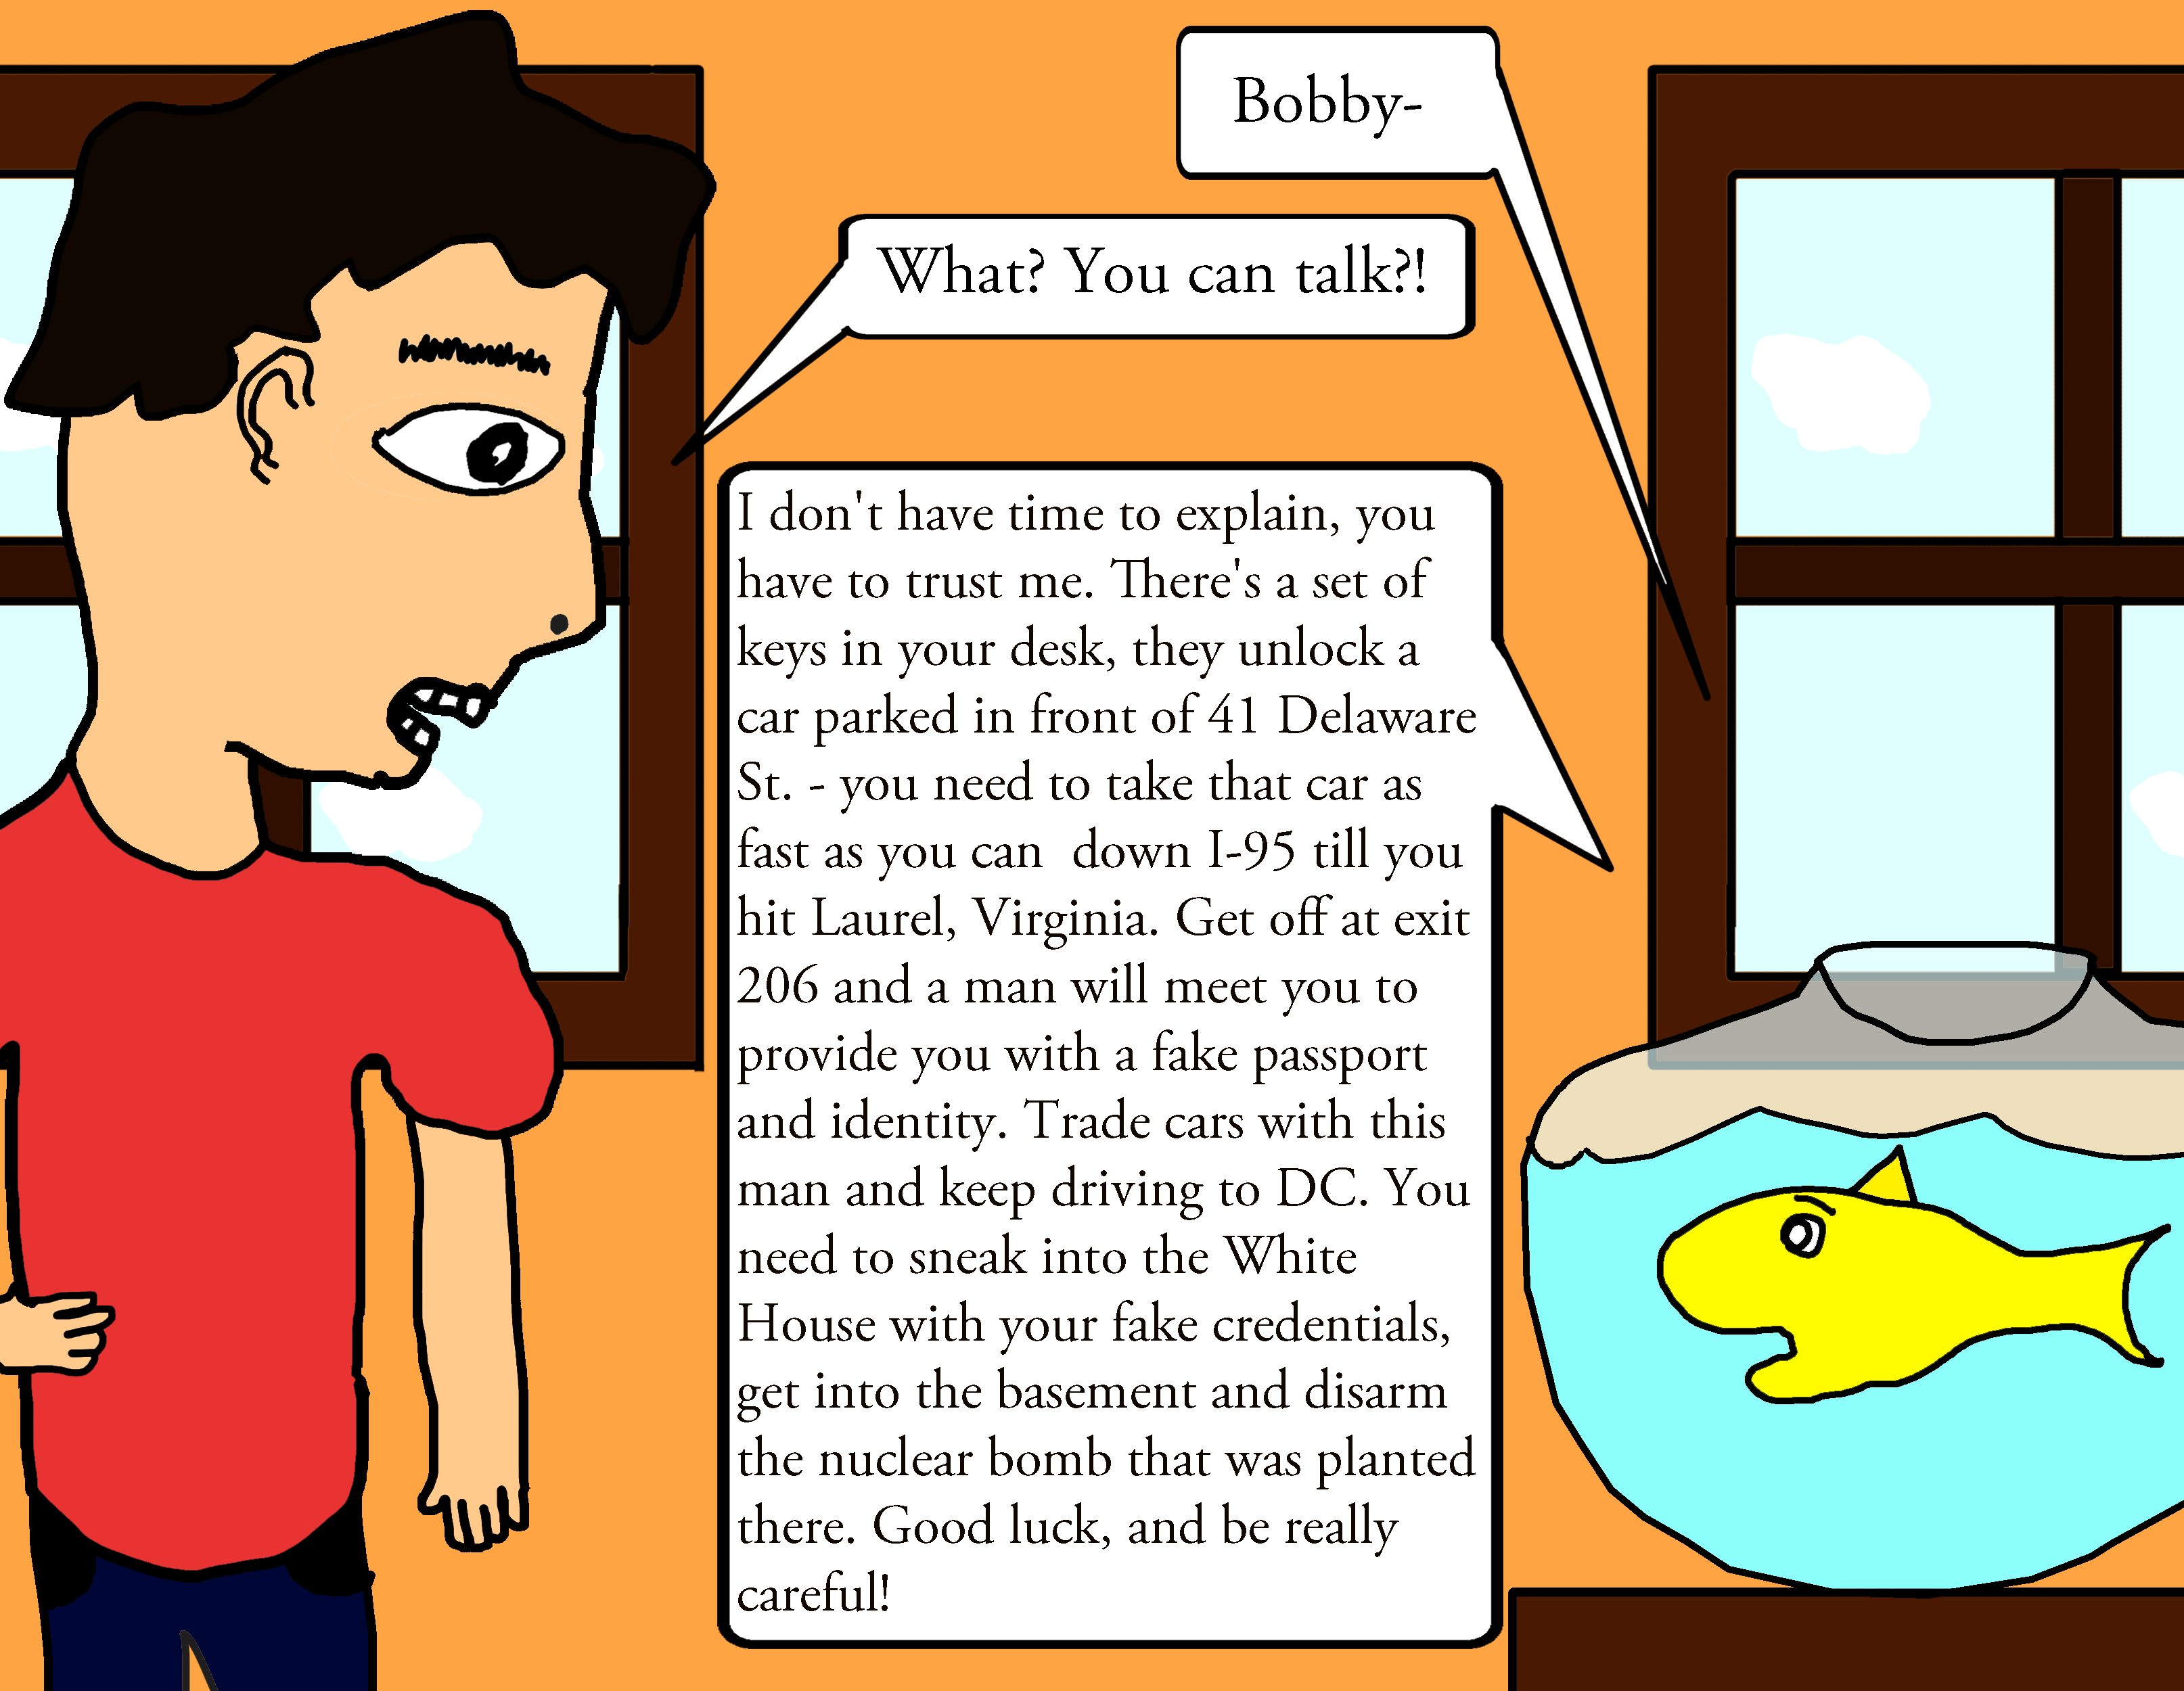 Bobby-
What? You can talk?!
I don't have time to explain, you
have to trust me. There's a set of
keys in your desk, they unlock a
car parked in front of 41 Delaware
St. - you need to take that car as
fast as you can  down I-95 till you
hit Laurel, Virginia. Get off at exit
206 and a man will meet you to
provide you with a fake passport
and identity. Trade cars with this
man and keep driving to DC. You
need to sneak into the White
House with your fake credentials,
get into the basement and disarm
the nuclear bomb that was planted
there. Good luck, and be really
careful!